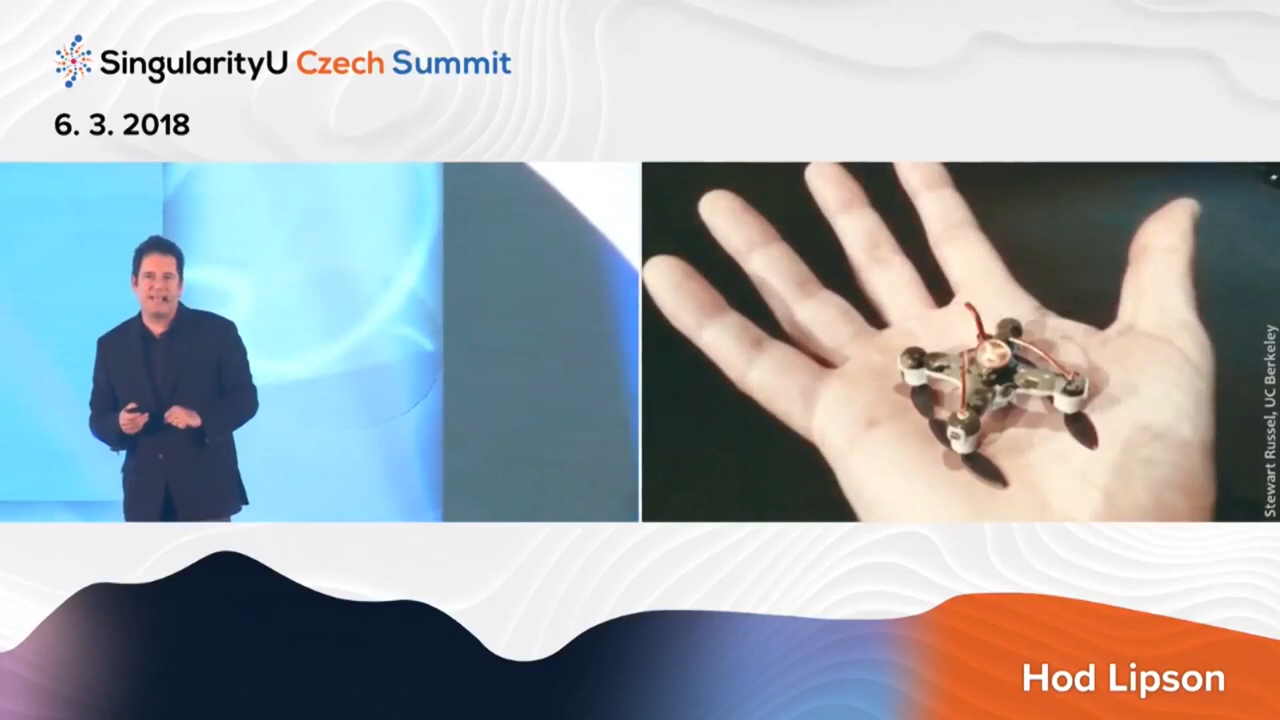 SingularityU Czech Summit
6. 3. 2018
Stewart Russel, UC Berkeley
Hod Lipson